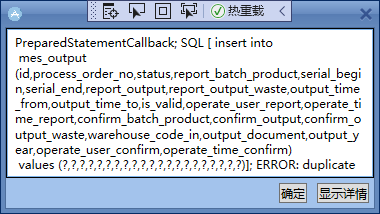 热重载
PreparedStatementCallback; SQL [ insert into
mes_output
(id,process_order_no,status,report_batch_product,serial_begi
n,serial_end,report_output,report_output_waste,output_time
_from,output_time_to,is_valid,operate_user_report,operate_ti
me_report,confirm_batch_product,confirm_output,confirm_o
utput_waste,warehouse_code_in,output_document,output_y
ear,operate_user_confirm,operate_time_confirm)
values (?,?,?,?,?,?,?,?,?,?,?,?,?,?,?,?,?,?,?,?,?)]; ERROR: duplicate
确定 显示详情